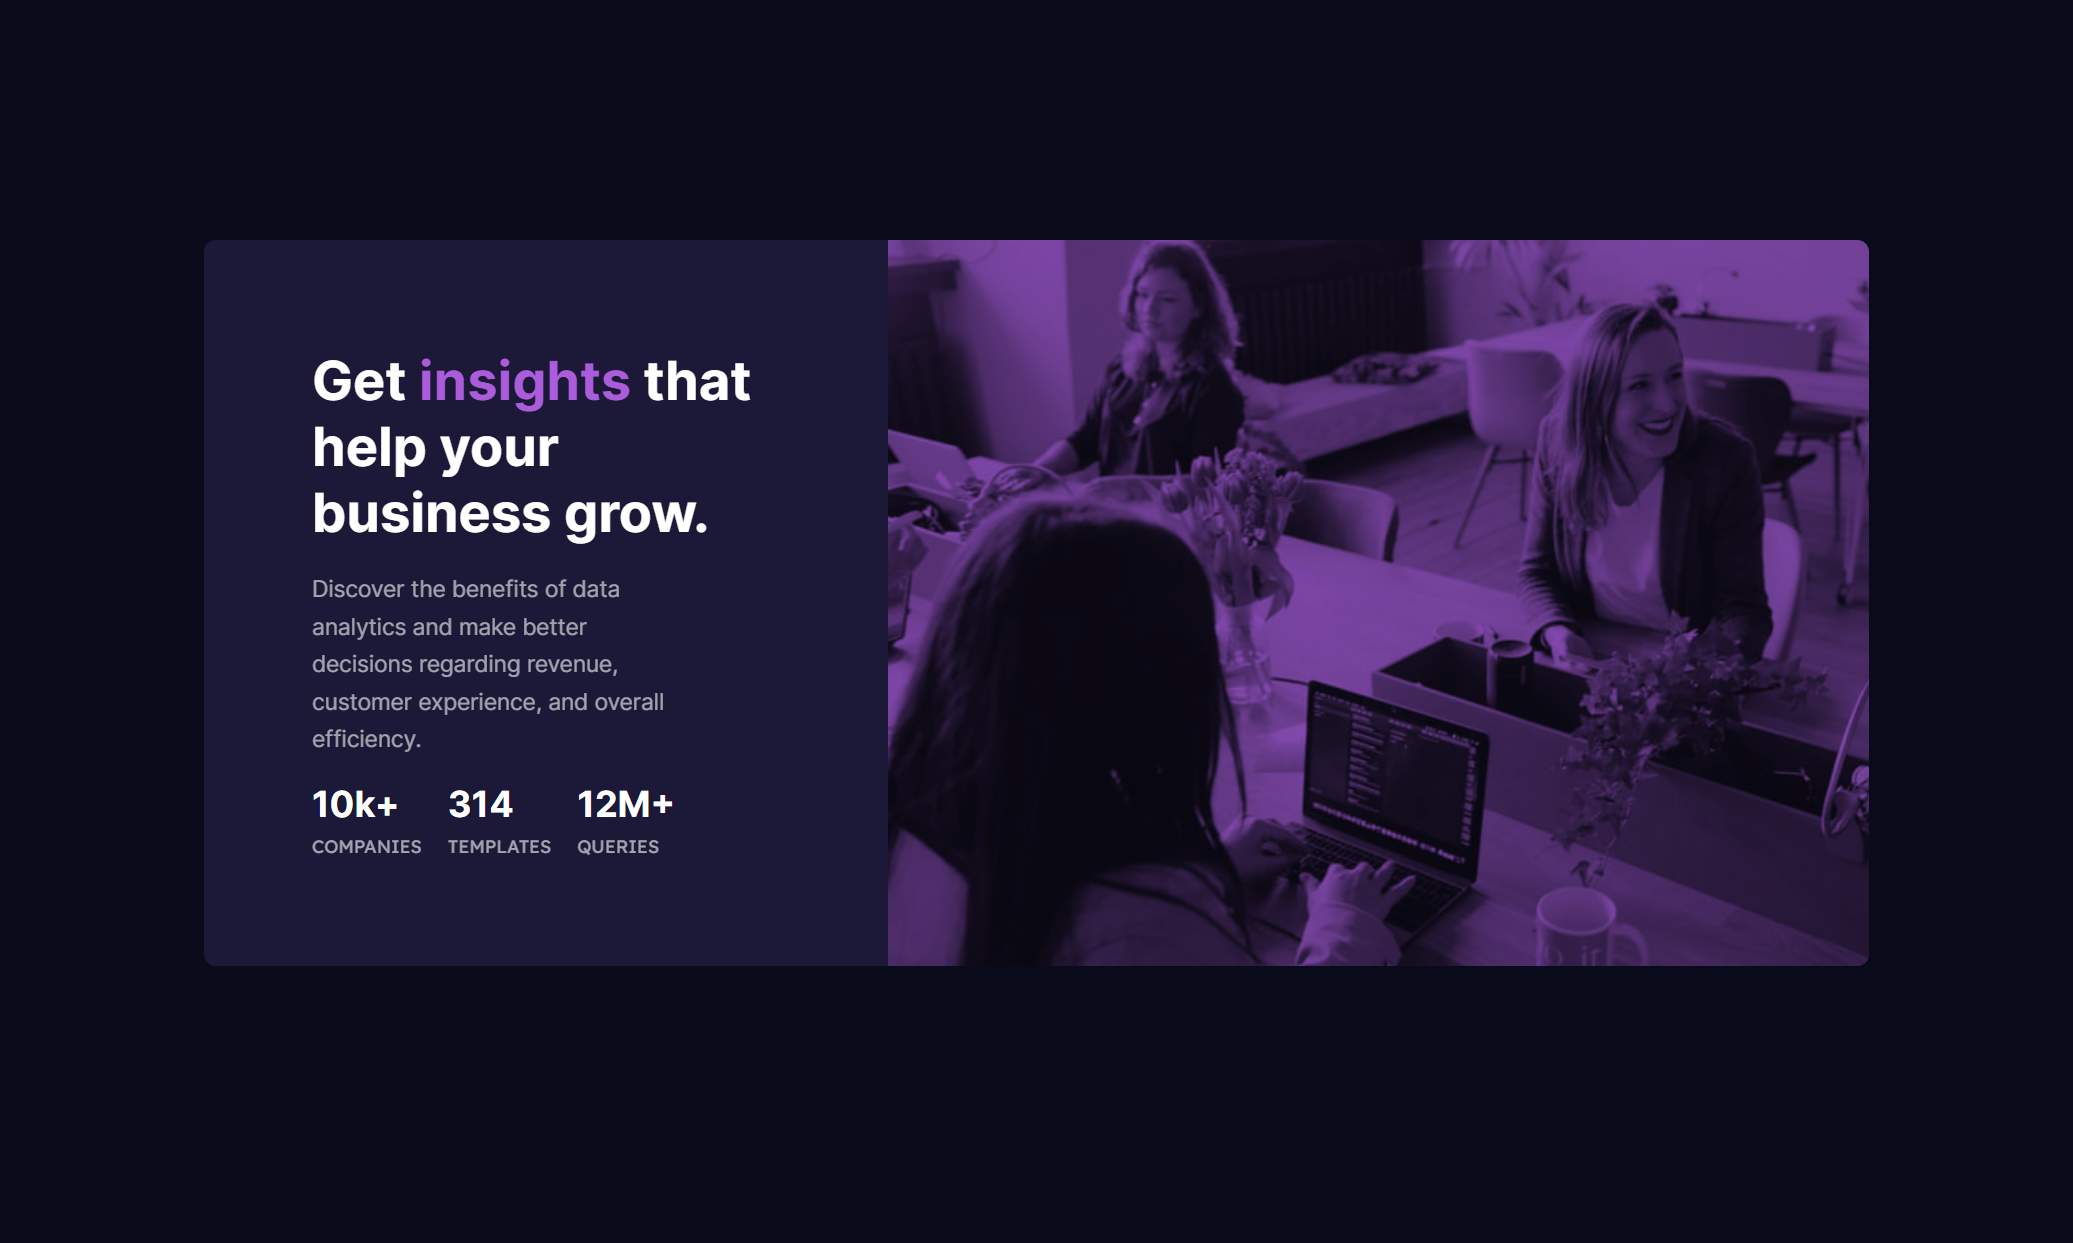 Get insights that
help your
business grow.
Discover the benefits of data
analytics and make better
decisions regarding revenue,
customer experience, and overall
efficiency.
10k+ 314 12M+
COMPANIES TEMPLATES QUERIES